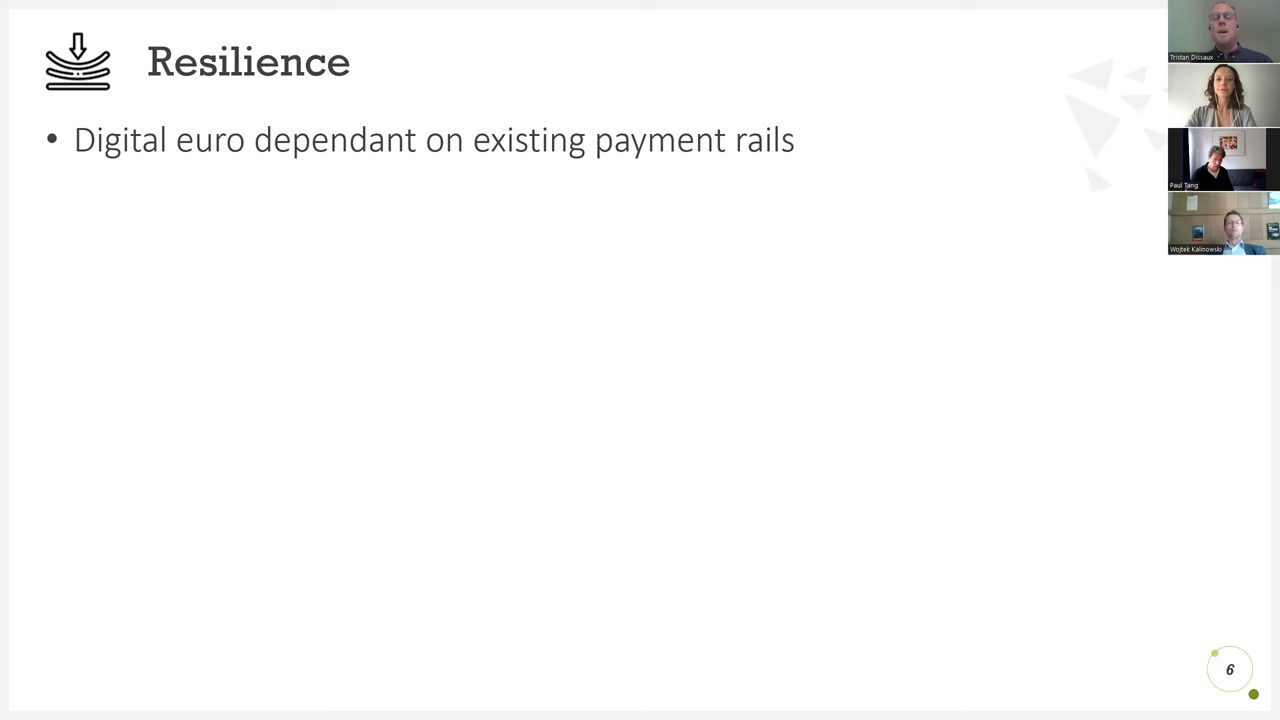 Resilience
• Digital euro dependant on existing payment rails
Tristan Dissaux
Paul Tang
Wojtek Kalinowski
6